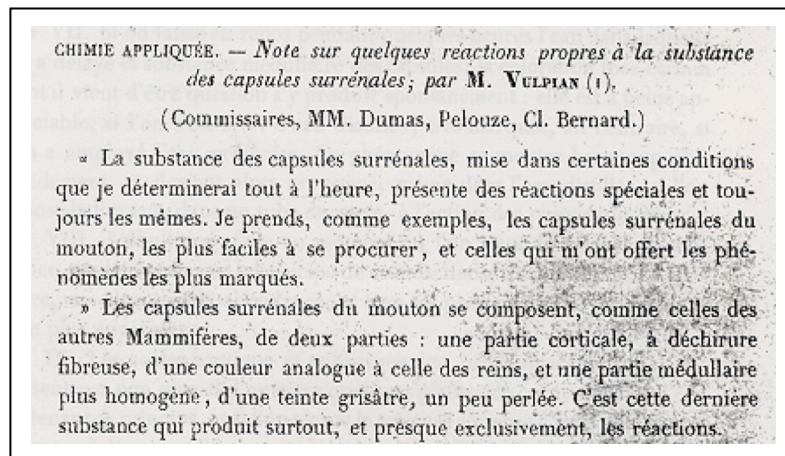 CHIMIE APPLIQUÉE. — Note sur quelques réactions propres à la substance
des capsules surrénales; par M. VULPIAN (1).
(Commissaires, MM. Dumas, Pelouze, Cl. Bernard.)
« La substance des capsules surrénales, mise dans certaines conditions
que je déterminerai tout à l'heure, présente des réactions spéciales et tou-
jours les mêmes. Je prends, comme exemples, les capsules surrénales du
mouton, les plus faciles à se procurer, et celles qui m'ont offert les phé-
nomènes les plus marqués.
» Les capsules surrénales du mouton se composent, comme celles des
autres Mammifères, de deux parties : une partie corticale, à déchirure
fibreuse, d'une couleur analogue à celle des reins, et une partie médullaire
plus homogène, d'une teinte grisâtre, un peu perlée. C'est cette dernière
substance qui produit surtout, et presque exclusivement, les réactions.